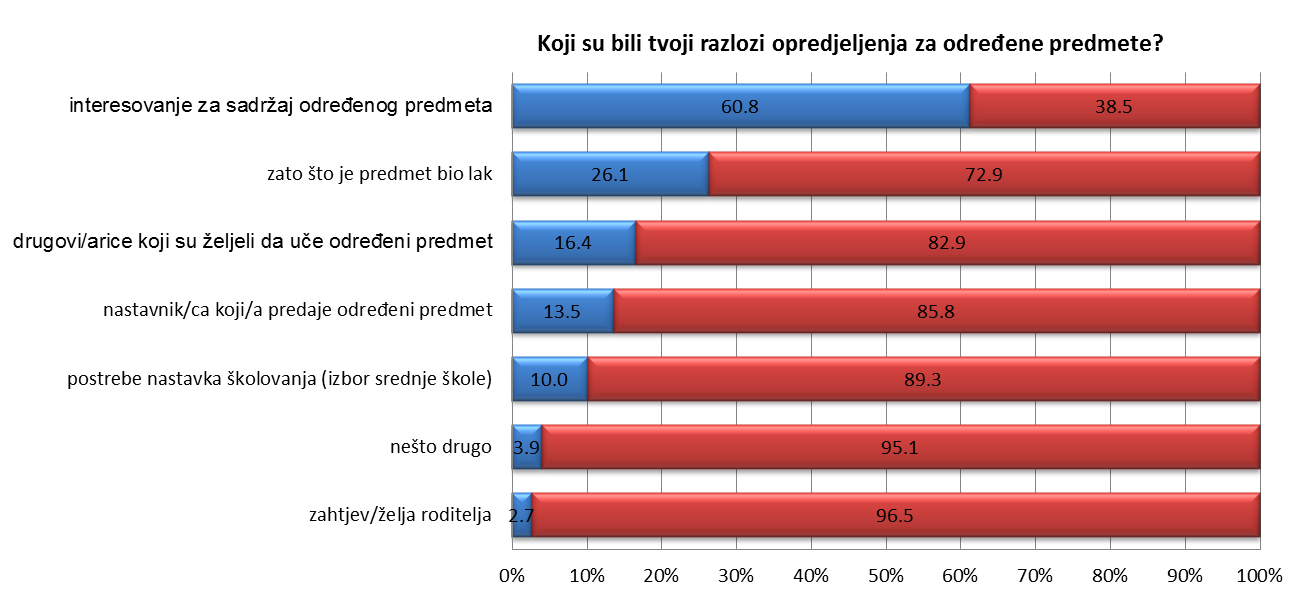 Koji su bili tvoji razlozi opredjeljenja za određene predmete?
interesovanje za sadržaj određenog predmeta 60.8 38.5
zato što je predmet bio lak 26.1 72.9
drugovi/arice koji su željeli da uče određeni predmet 16.4 82.9
nastavnik/ca koji/a predaje određeni predmet 13.5 85.8
postrebe nastavka školovanja (izbor srednje škole) 10.0 89.3
nešto drugo 3.9 95.1
zahtjev/želja roditelja 2.7 96.5
0% 10% 20% 30% 40% 50% 60% 70% 80% 90% 100%